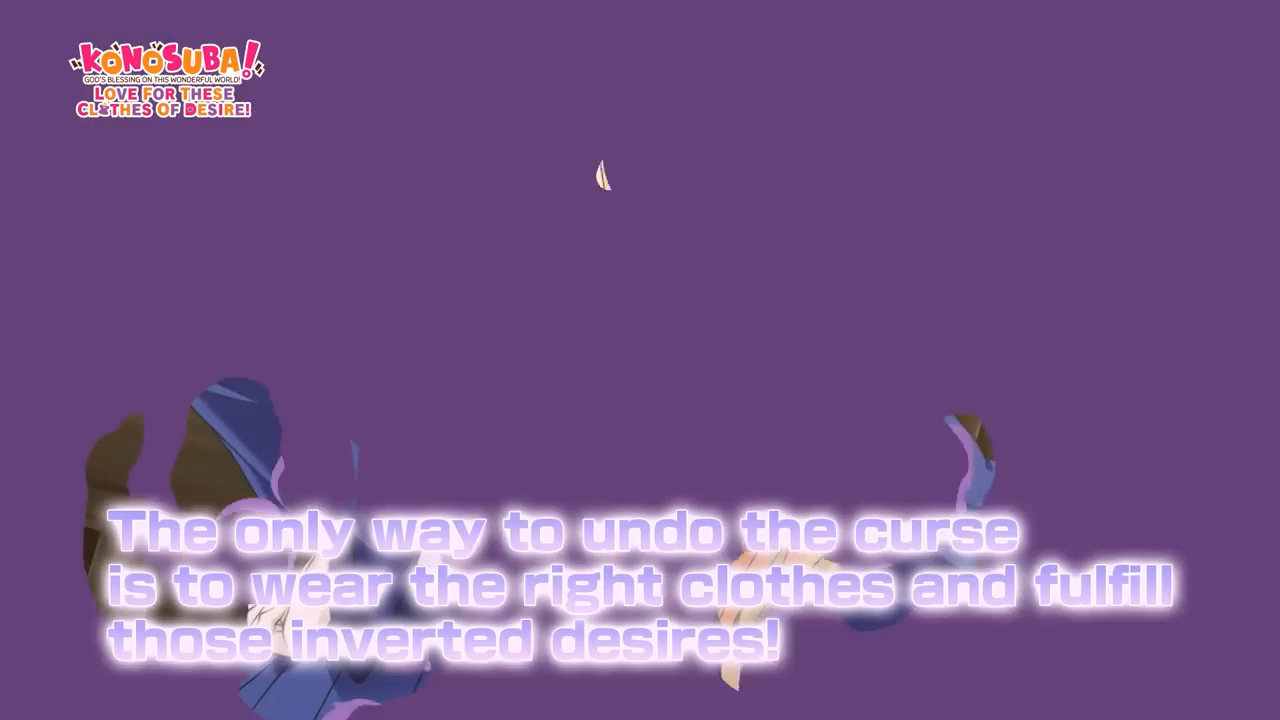 KONOSUBA!
GOD'S BLESSING ON THIS WONDERFUL WORLD!
LOVE FOR THESE
CLOTHES OF DESIRE!
The only way to undo the curse
is to wear the right clothes and fulfill
those inverted desires!